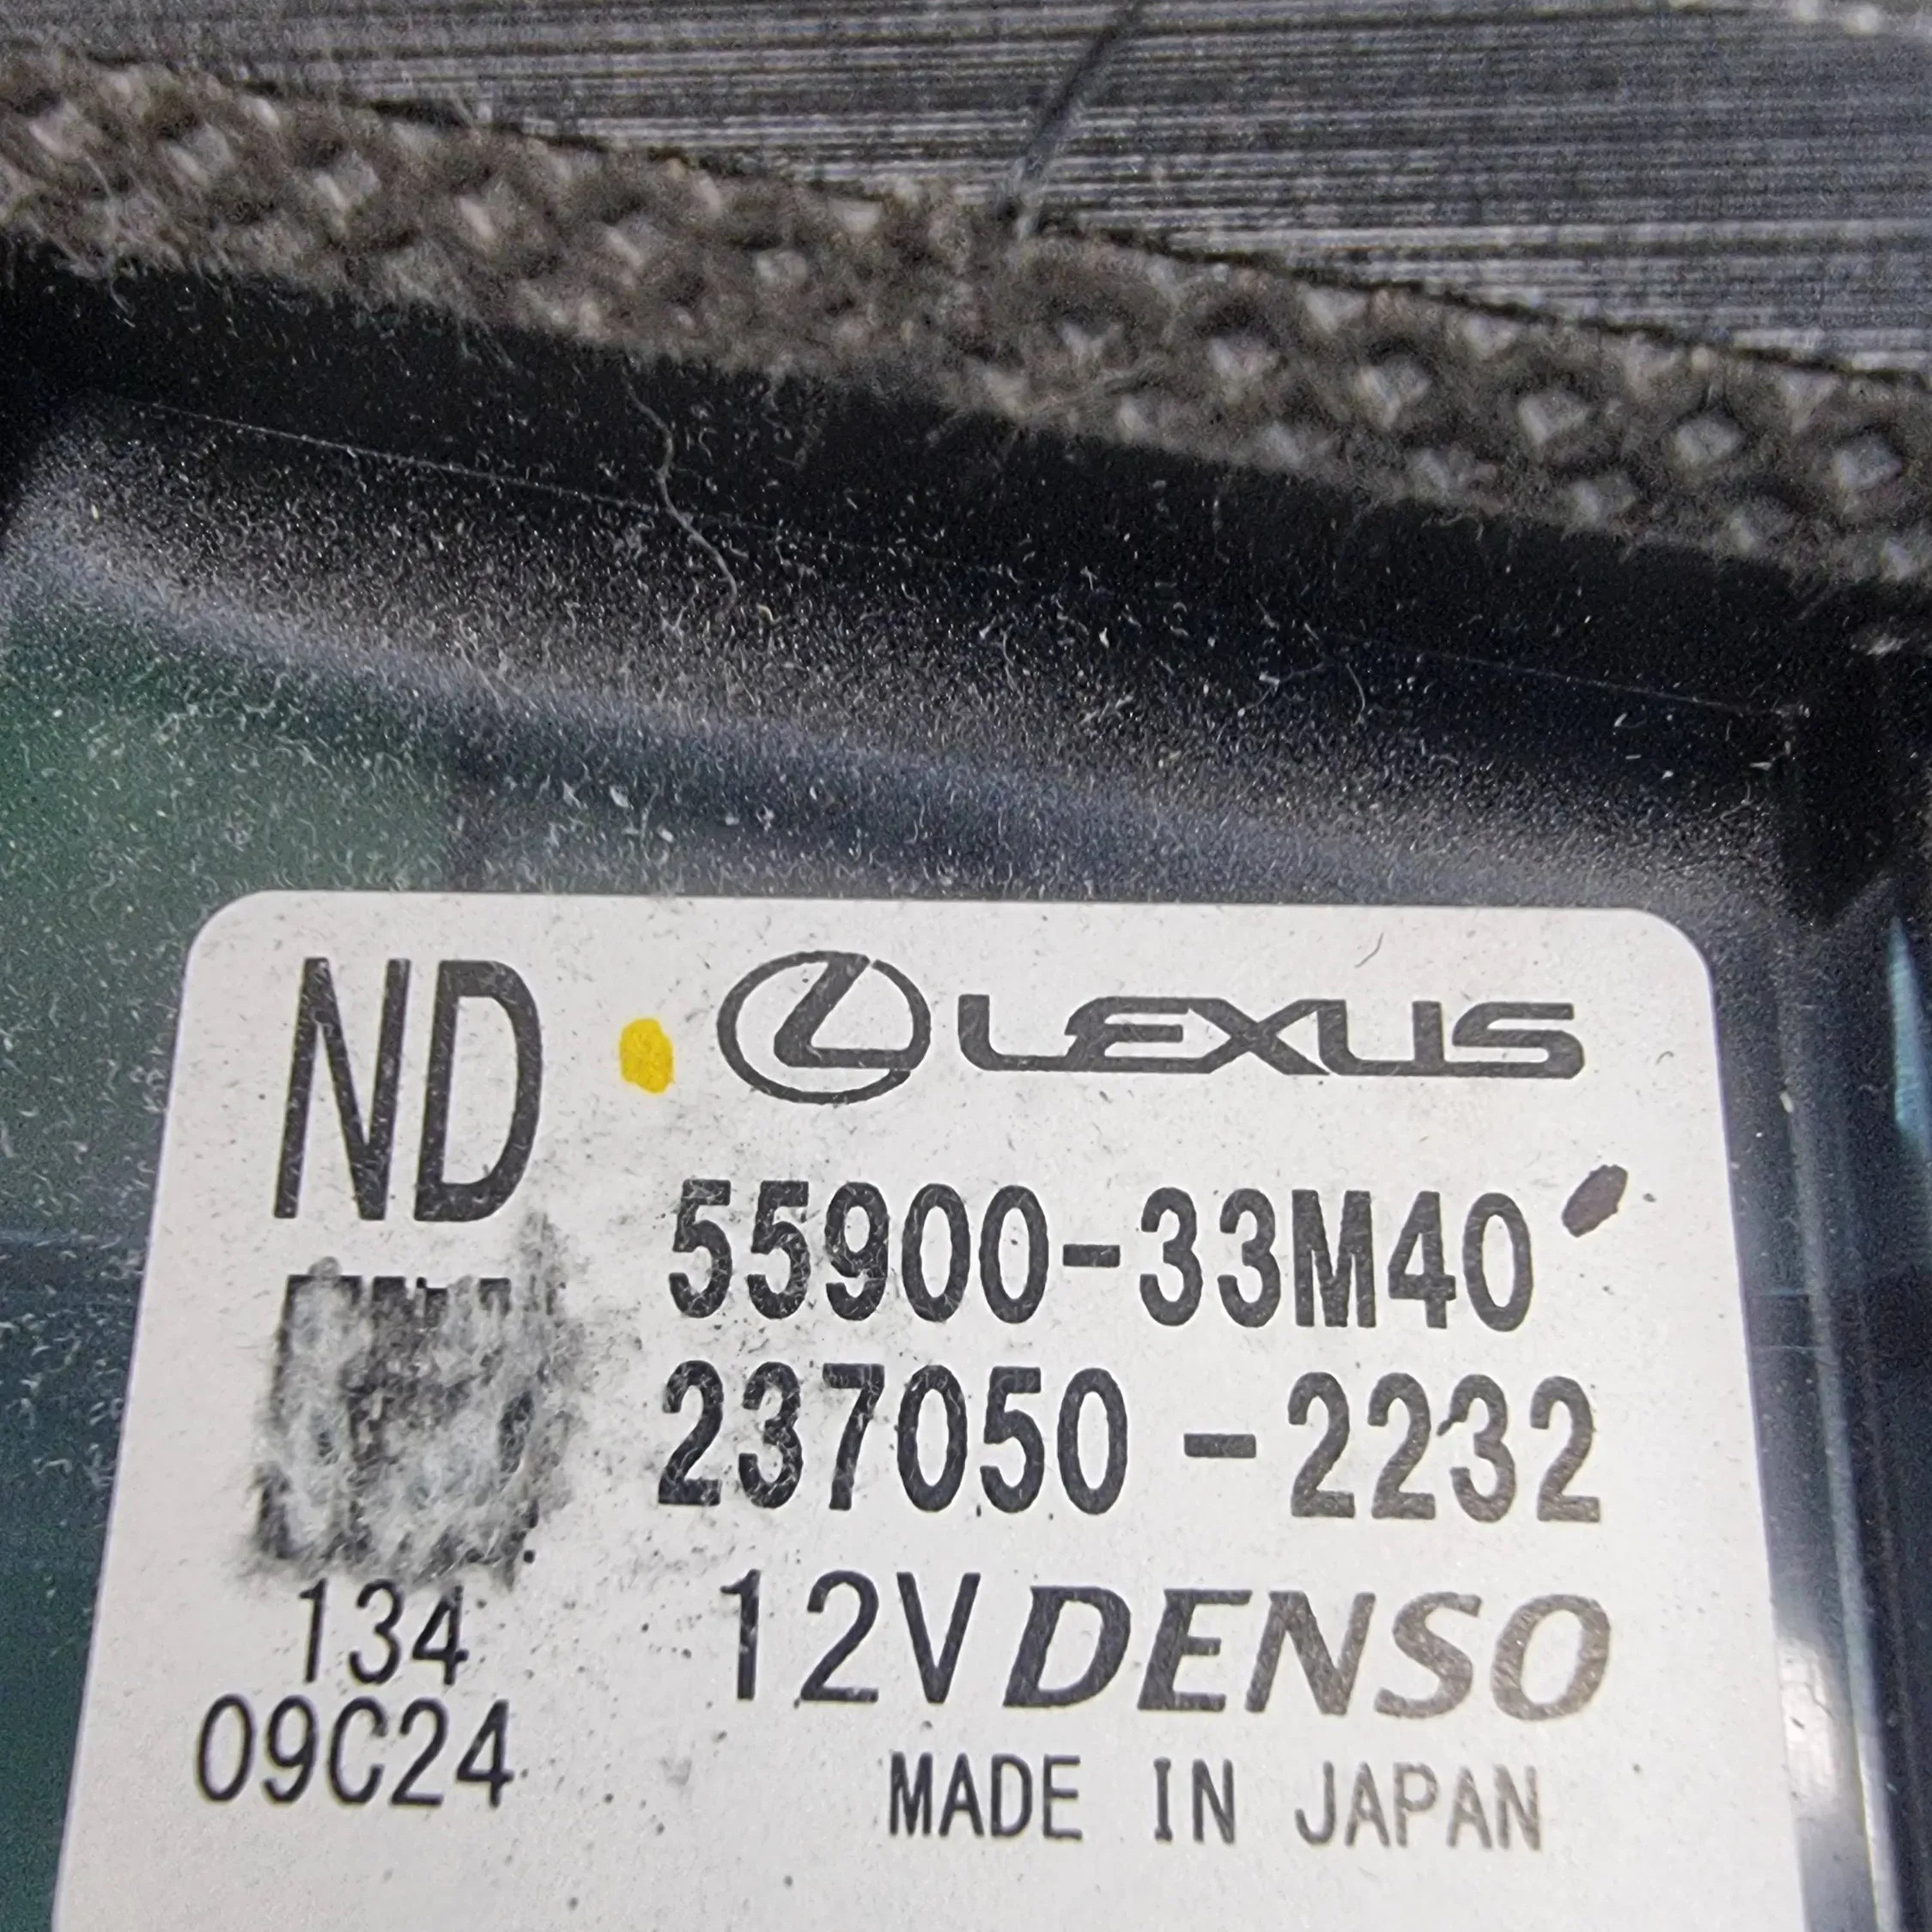 ND LEXUS
55900-33M40
237050-2232
134
12V DENSO
09C24
MADE IN JAPAN